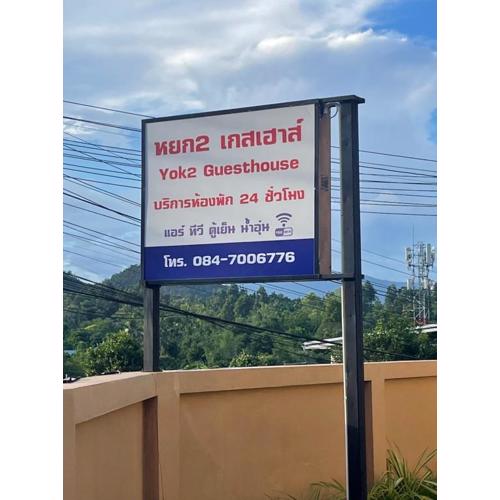 หยก2 เกสเฮาส์
Yok2 Guesthouse
บริการห้องพัก 24 ชั่วโมง
แอร์ ทีวี ตู้เย็น น้ำอุ่น
โทร. 084-7006776